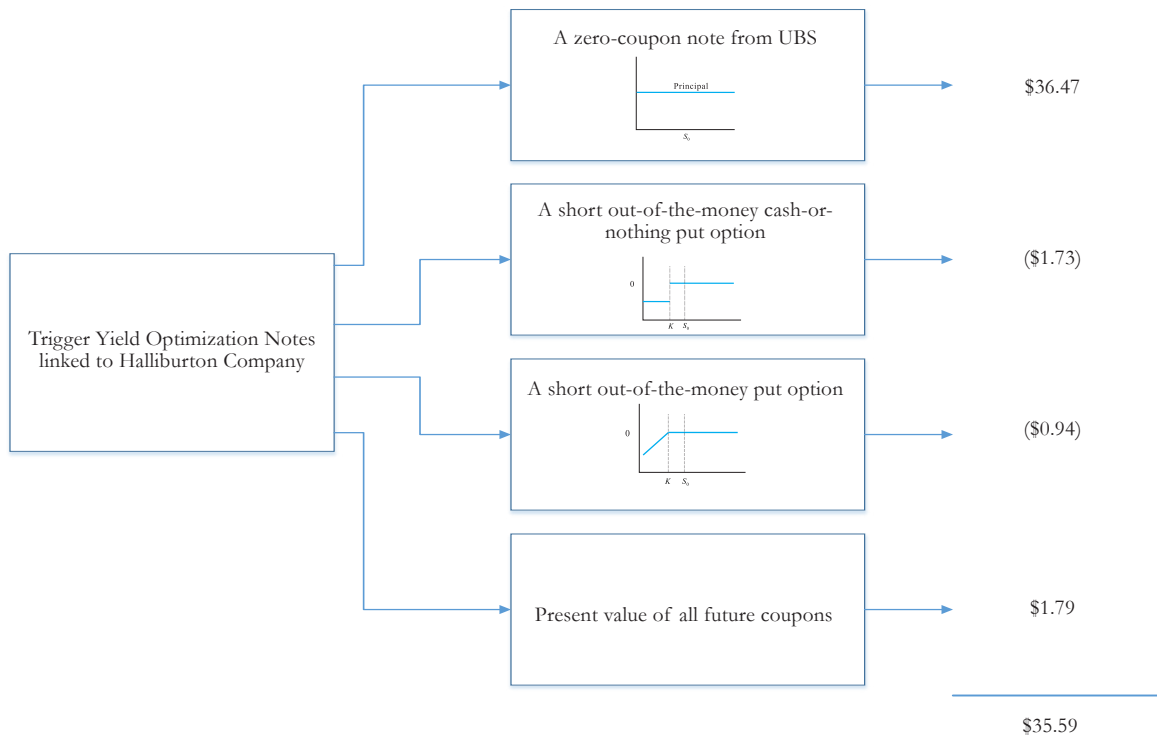 A zero-coupon note from UBS
Principal
S₀
$36.47
A short out-of-the-money cash-or-
nothing put option
0
K
S₀
($1.73)
Trigger Yield Optimization Notes
linked to Halliburton Company
A short out-of-the-money put option
0
K
S₀
($0.94)
Present value of all future coupons
$1.79
$35.59